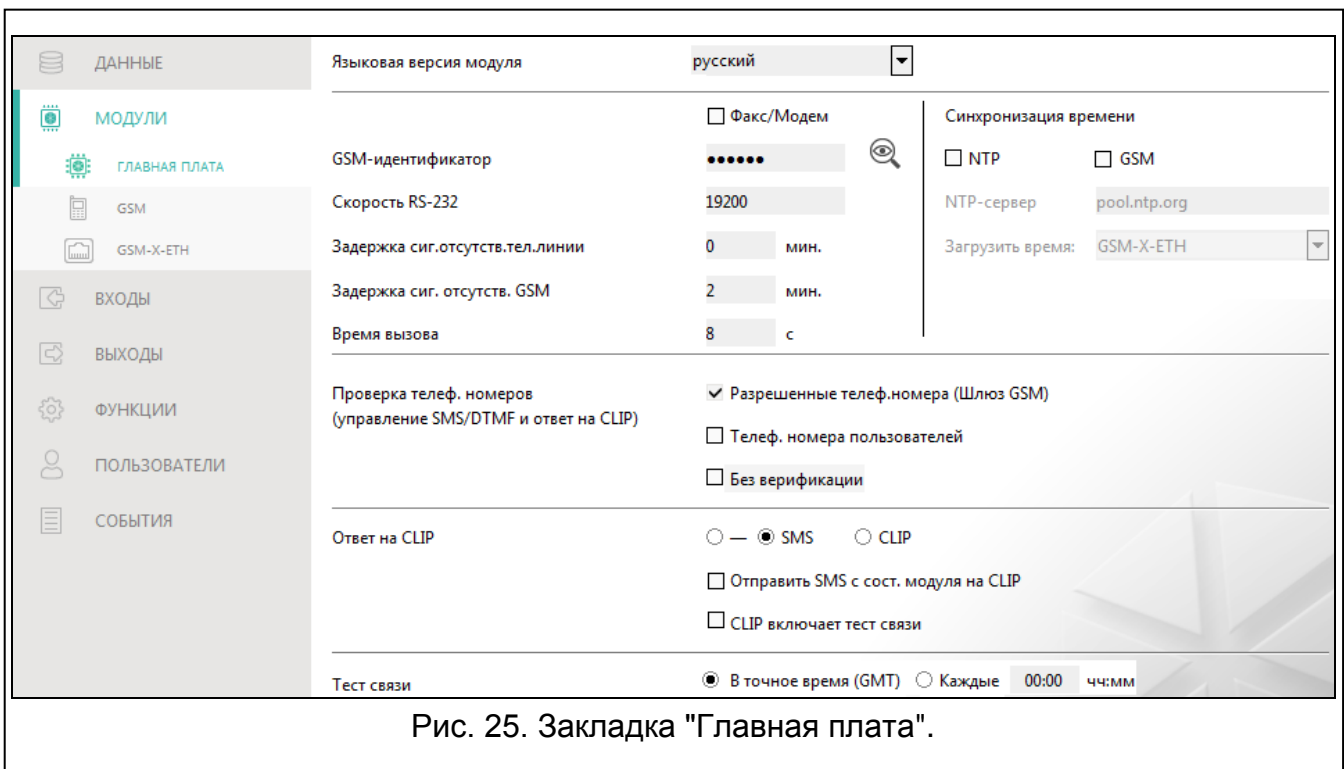 ДАННЫЕ
МОДУЛИ
ГЛАВНАЯ ПЛАТА
GSM
GSM-X-ETH
ВХОДЫ
ВЫХОДЫ
ФУНКЦИИ
ПОЛЬЗОВАТЕЛИ
СОБЫТИЯ
Языковая версия модуля русский
Факс/Модем
GSM-идентификатор ••••••
Скорость RS-232 19200
Задержка сиг.отсутств.тел.линии 0 мин.
Задержка сиг. отсутств. GSM 2 мин.
Время вызова 8 с
Синхронизация времени
NTP GSM
NTP-сервер pool.ntp.org
Загрузить время: GSM-X-ETH
Проверка телеф. номеров
(управление SMS/DTMF и ответ на CLIP)
Разрешенные телеф.номера (Шлюз GSM)
Телеф. номера пользователей
Без верификации
Ответ на CLIP — SMS CLIP
Отправить SMS с сост. модуля на CLIP
CLIP включает тест связи
Тест связи В точное время (GMT) Каждые 00:00 чч:мм
Рис. 25. Закладка "Главная плата".